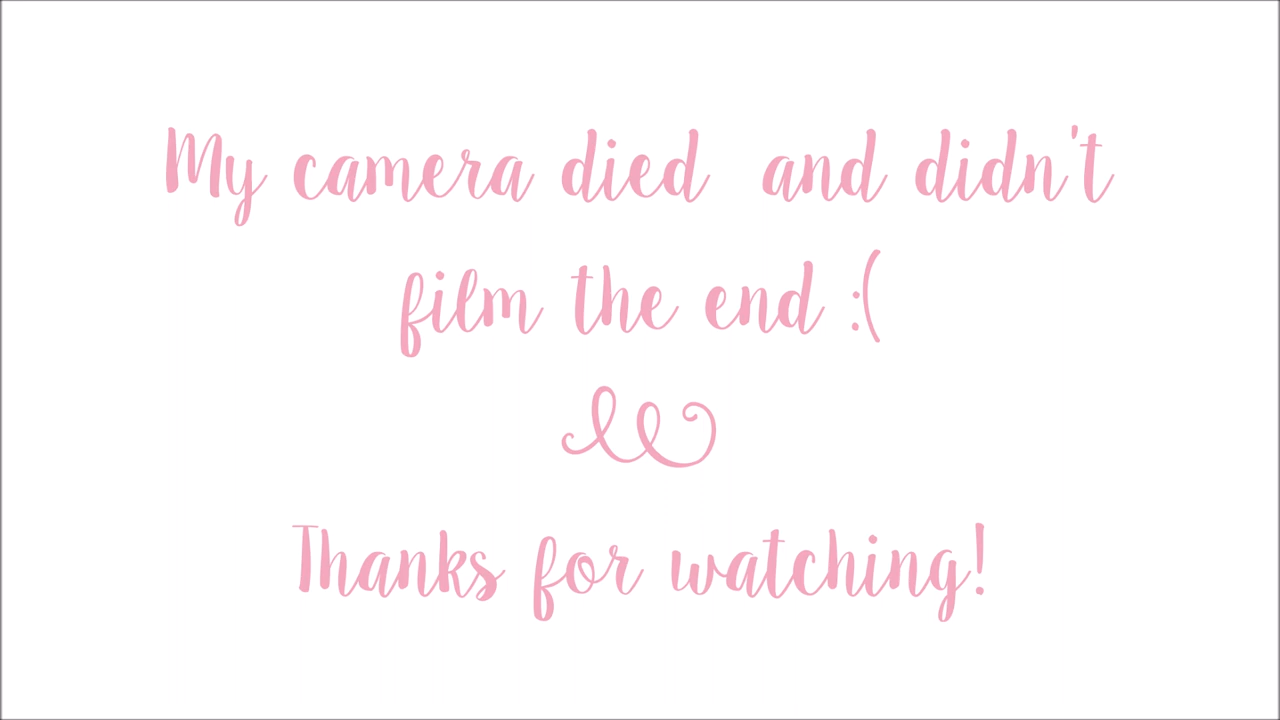 My camera died  and didn't
film the end :(
Thanks for watching!